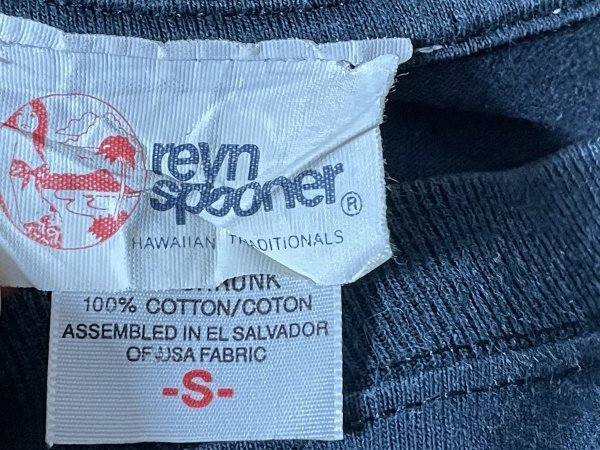 reyn
spooner®
HAWAIIAN TRADITIONALS
100% COTTON/COTON
ASSEMBLED IN EL SALVADOR
OF USA FABRIC
-S-